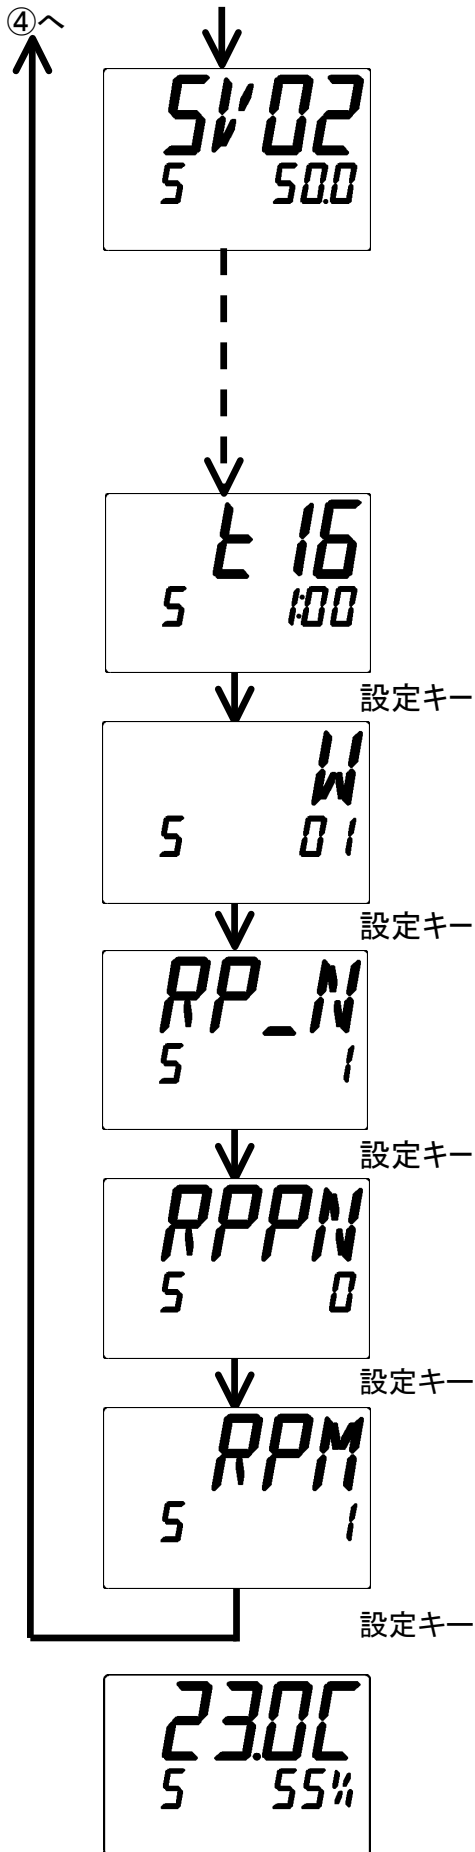 ④へ
SV02
S 50.0
t 16
S 1:00
設定キー
W
S 01
設定キー
RP_N
S 1
設定キー
RPPN
S 0
設定キー
RPM
S 1
設定キー
23.0C
S 55%